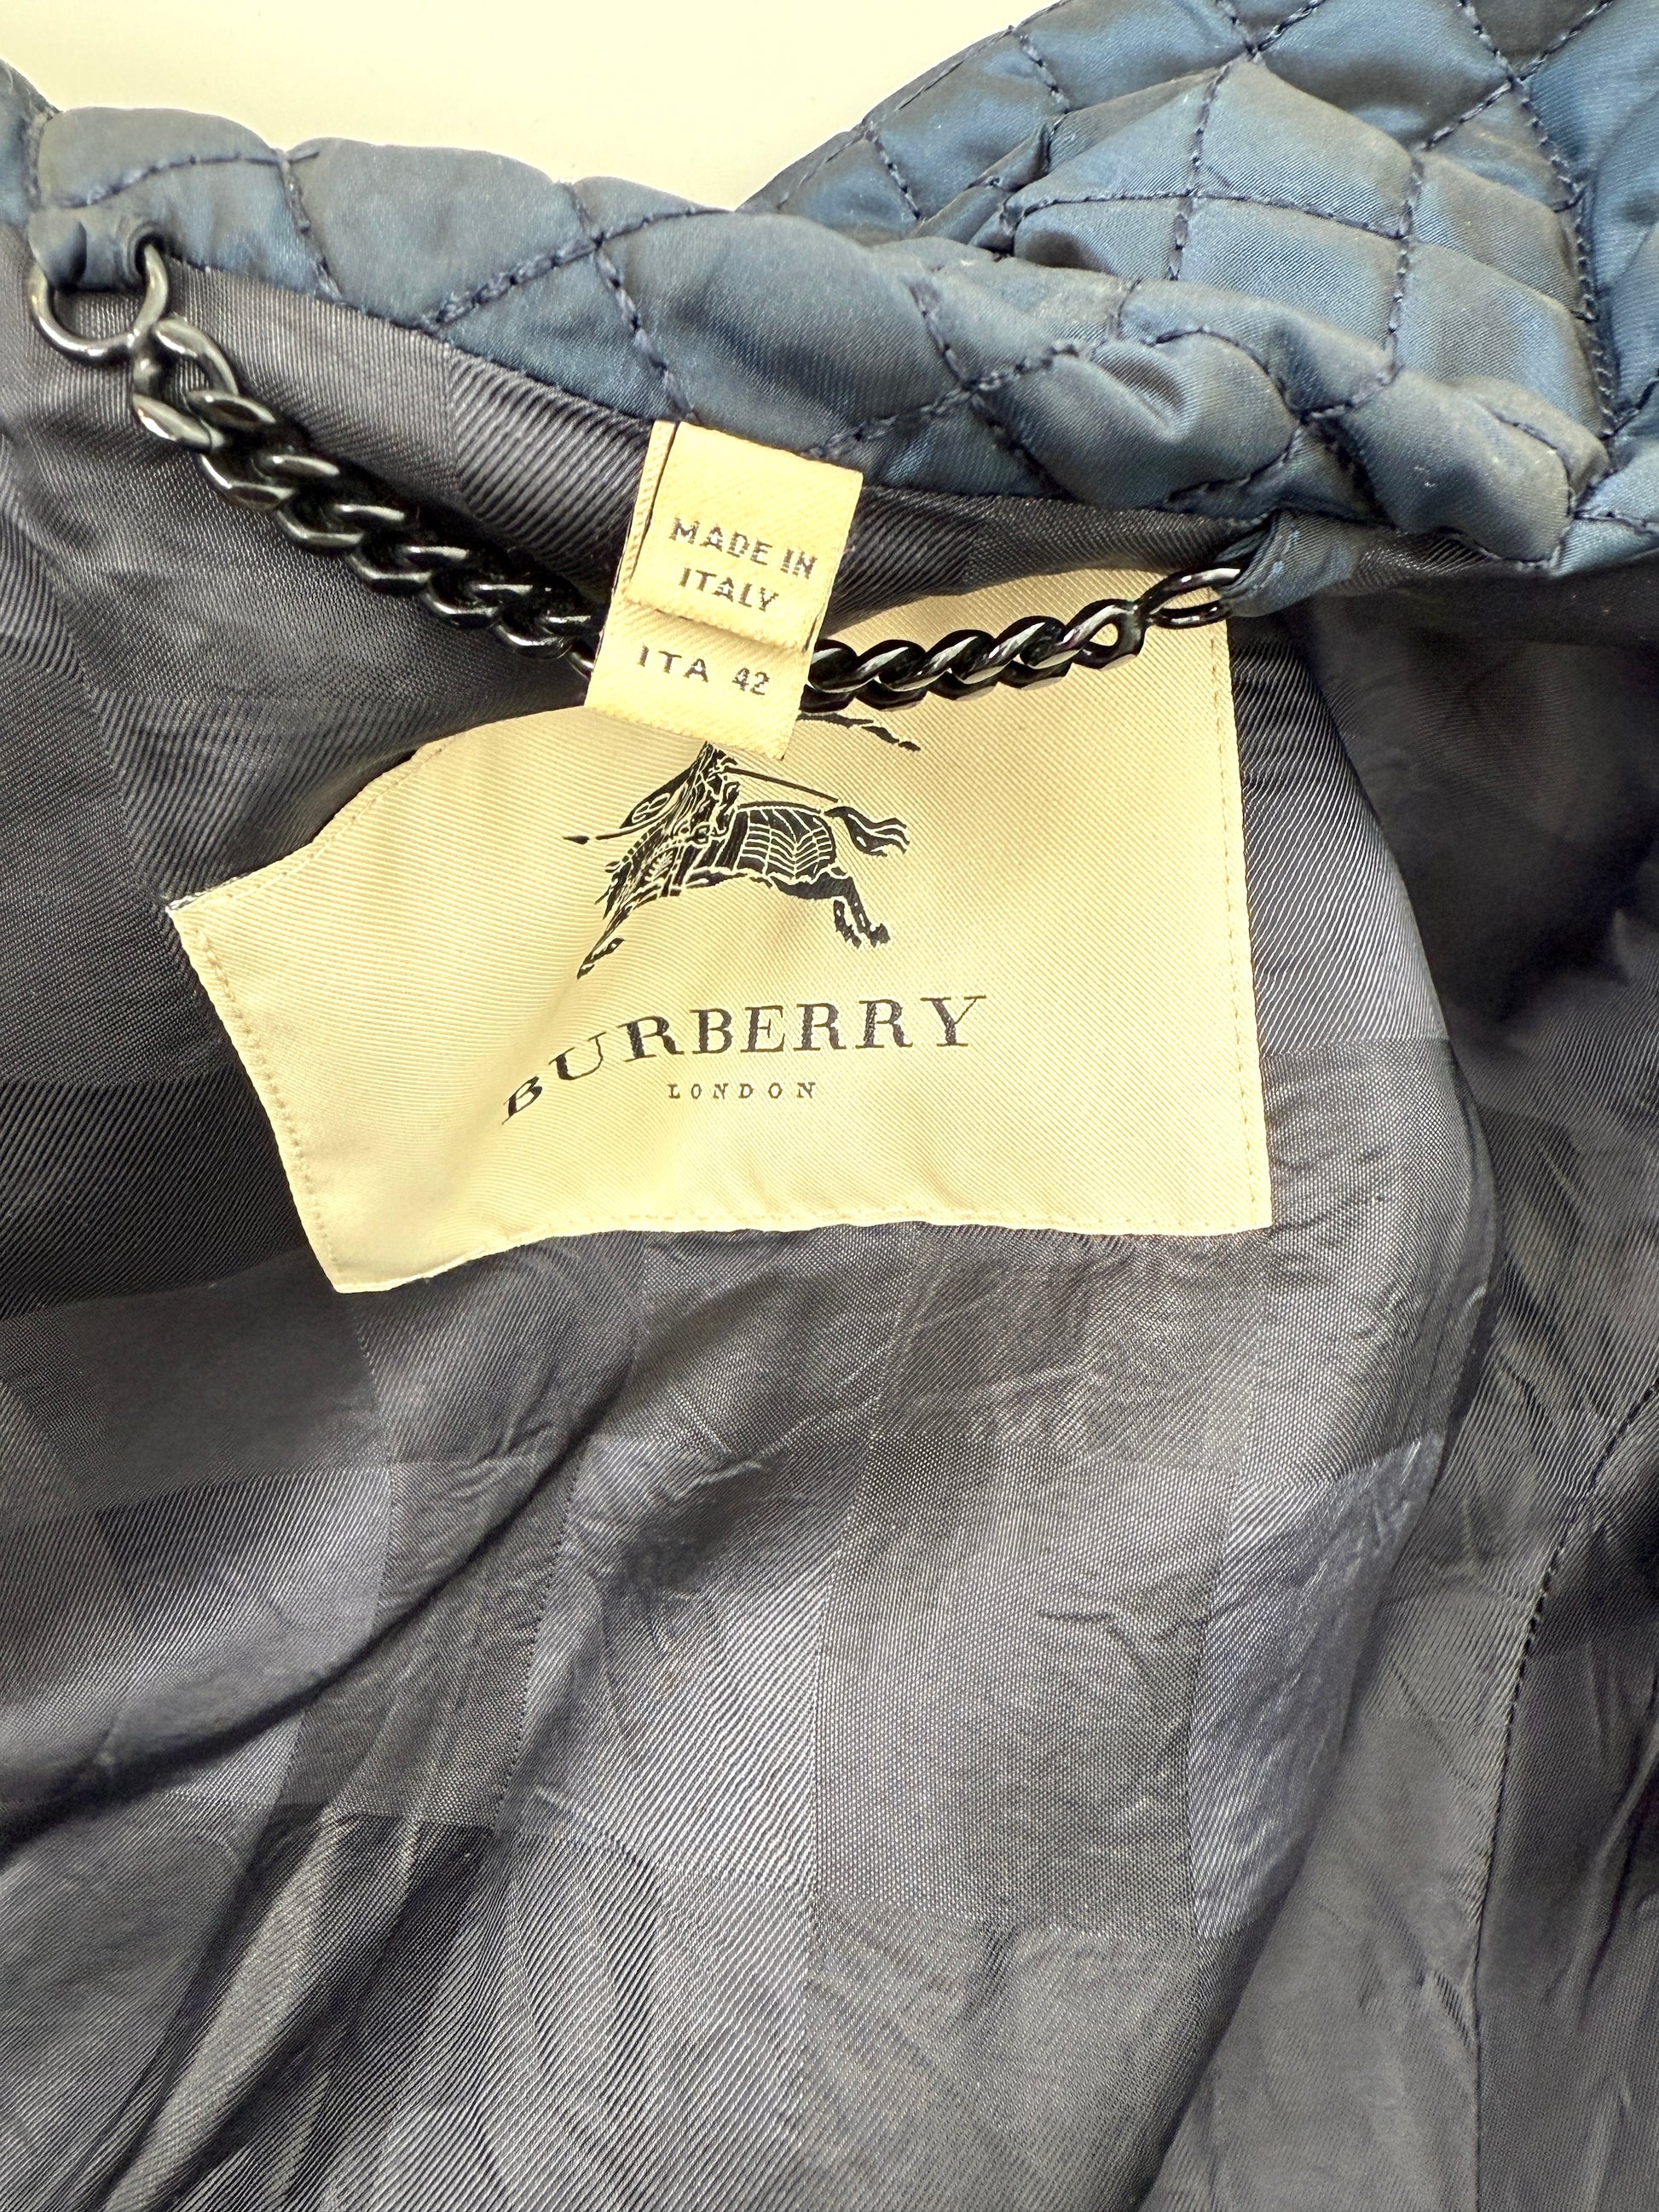 MADE IN
ITALY
ITA 42
BURBERRY
LONDON